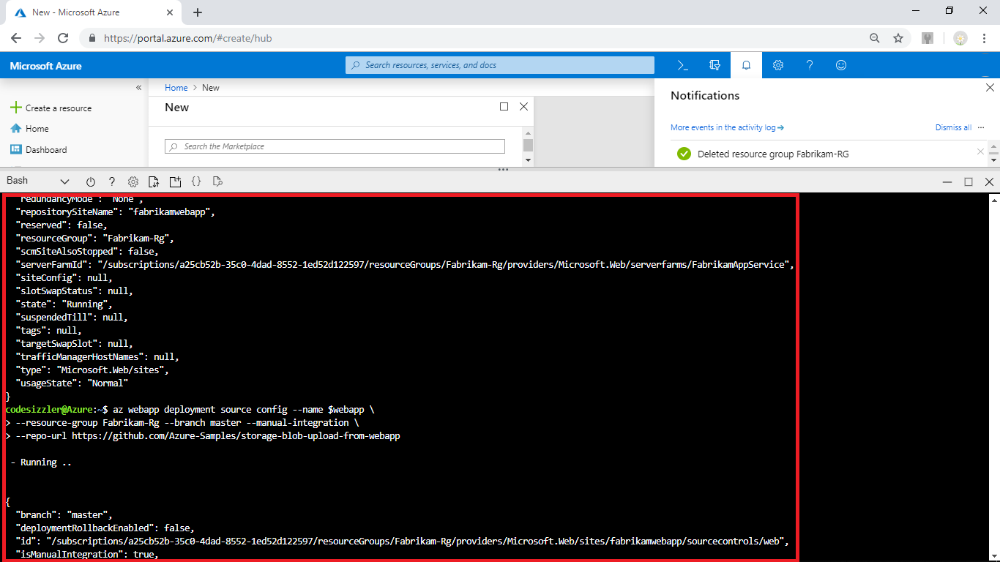 New - Microsoft Azure
https://portal.azure.com/#create/hub
Microsoft Azure
Search resources, services, and docs
Create a resource
Home
Dashboard
Home > New
New
Search the Marketplace
Notifications
More events in the activity log
Dismiss all
Deleted resource group Fabrikam-RG
Bash
"redundancyMode": "None",
"repositorySiteName": "fabrikamwebapp",
"reserved": false,
"resourceGroup": "Fabrikam-Rg",
"scmSiteAlsoStopped": false,
"serverFarmId": "/subscriptions/a25cb52b-35c0-4dad-8552-1ed52d122597/resourceGroups/Fabrikam-Rg/providers/Microsoft.Web/serverfarms/FabrikamAppService",
"siteConfig": null,
"slotSwapStatus": null,
"state": "Running",
"suspendedTill": null,
"tags": null,
"targetSwapSlot": null,
"trafficManagerHostNames": null,
"type": "Microsoft.Web/sites",
"usageState": "Normal"
}
codesizzler@Azure:~$ az webapp deployment source config --name $webapp \
> --resource-group Fabrikam-Rg --branch master --manual-integration \
> --repo-url https://github.com/Azure-Samples/storage-blob-upload-from-webapp
- Running ..
{
"branch": "master",
"deploymentRollbackEnabled": false,
"id": "/subscriptions/a25cb52b-35c0-4dad-8552-1ed52d122597/resourceGroups/Fabrikam-Rg/providers/Microsoft.Web/sites/fabrikamwebapp/sourcecontrols/web",
"isManualIntegration": true,